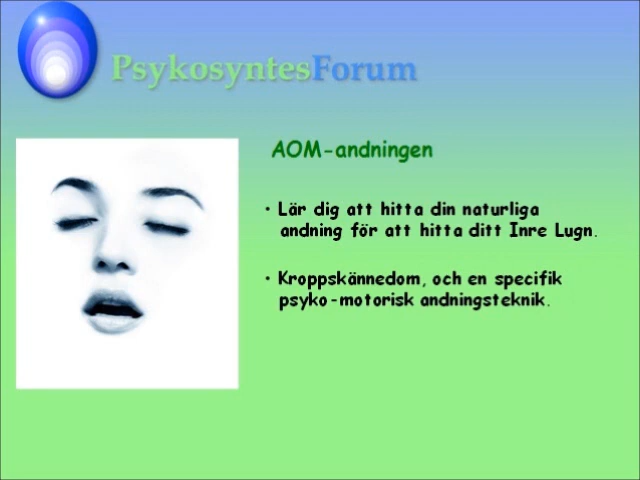 PsykosyntesForum
AOM-andningen
• Lär dig att hitta din naturliga
andning för att hitta ditt Inre Lugn.
• Kroppskännedom, och en specifik
psyko-motorisk andningsteknik.